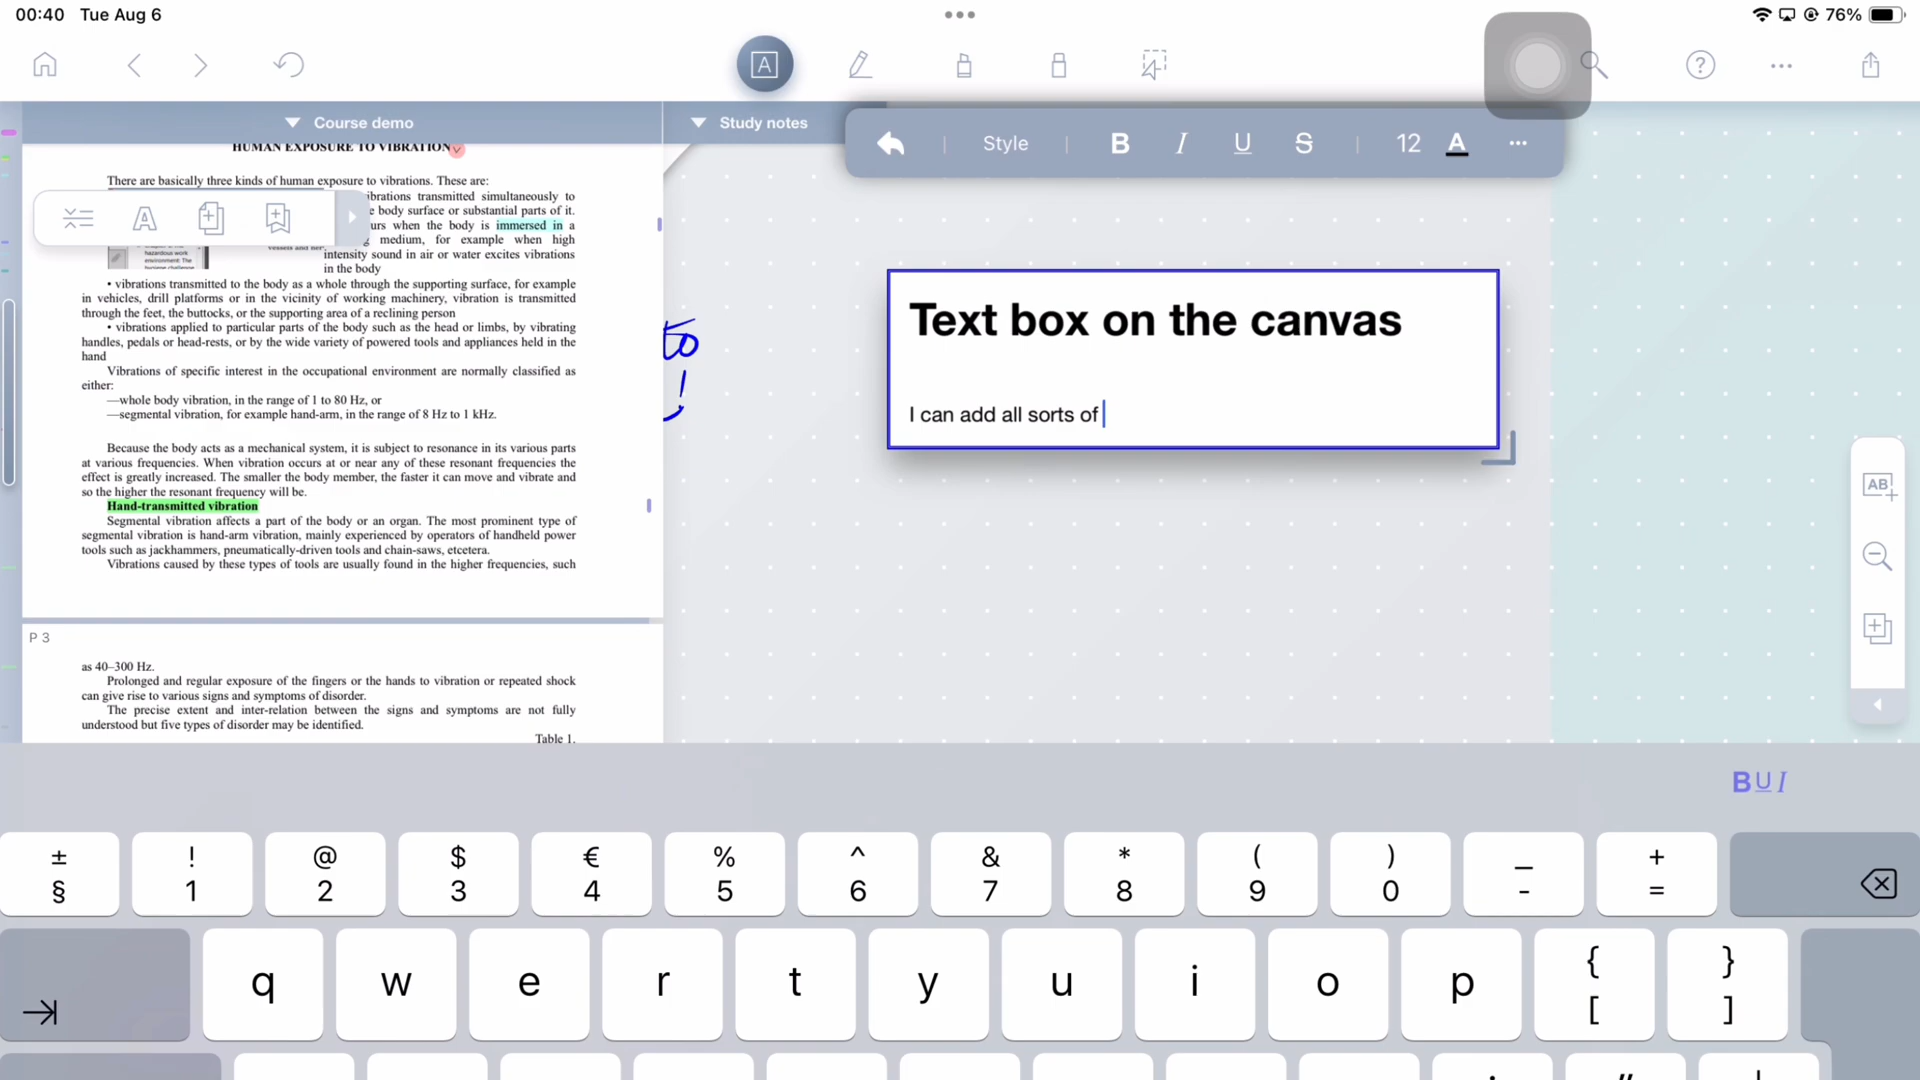 00:40 Tue Aug 6
76%
A
Course demo
Study notes
Style
B I U S
12 A
HUMAN EXPOSURE TO VIBRATION
There are basically three kinds of human exposure to vibrations. These are:
ibrations transmitted simultaneously to
e body surface or substantial parts of it.
urs when the body is immersed in a
g medium, for example when high
intensity sound in air or water excites vibrations
in the body
hazardous work
environment: The
vessels and her
• vibrations transmitted to the body as a whole through the supporting surface, for example
in vehicles, drill platforms or in the vicinity of working machinery, vibration is transmitted
through the feet, the buttocks, or the supporting area of a reclining person
• vibrations applied to particular parts of the body such as the head or limbs, by vibrating
handles, pedals or head-rests, or by the wide variety of powered tools and appliances held in the
hand
Vibrations of specific interest in the occupational environment are normally classified as
either:
—whole body vibration, in the range of 1 to 80 Hz, or
—segmental vibration, for example hand-arm, in the range of 8 Hz to 1 kHz.
Because the body acts as a mechanical system, it is subject to resonance in its various parts
at various frequencies. When vibration occurs at or near any of these resonant frequencies the
effect is greatly increased. The smaller the body member, the faster it can move and vibrate and
so the higher the resonant frequency will be.
Hand-transmitted vibration
Segmental vibration affects a part of the body or an organ. The most prominent type of
segmental vibration is hand-arm vibration, mainly experienced by operators of handheld power
tools such as jackhammers, pneumatically-driven tools and chain-saws, etcetera.
Vibrations caused by these types of tools are usually found in the higher frequencies, such
P 3
as 40–300 Hz.
Prolonged and regular exposure of the fingers or the hands to vibration or repeated shock
can give rise to various signs and symptoms of disorder.
The precise extent and inter-relation between the signs and symptoms are not fully
understood but five types of disorder may be identified.
Table 1.
to
Text box on the canvas
I can add all sorts of
AB
BUI
± ! @ $ € % ^ & * ( ) _ +
§ 1 2 3 4 5 6 7 8 9 0 - =
q w e r t y u i o p { }
[ ]